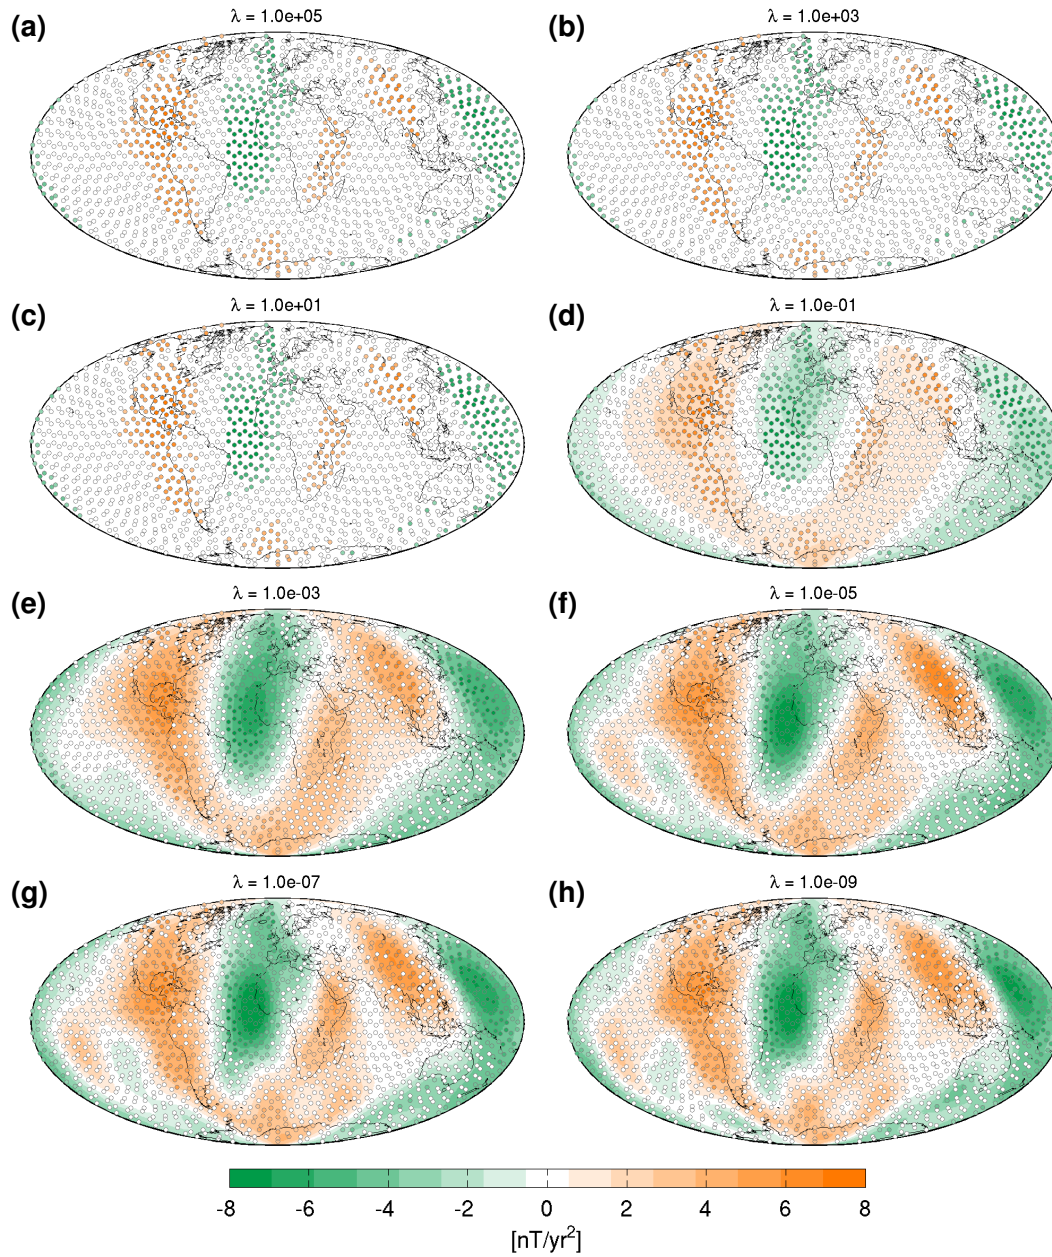 (a) λ = 1.0e+05
(b) λ = 1.0e+03
(c) λ = 1.0e+01
(d) λ = 1.0e-01
(e) λ = 1.0e-03
(f) λ = 1.0e-05
(g) λ = 1.0e-07
(h) λ = 1.0e-09
-8 -6 -4 -2 0 2 4 6 8
[nT/yr²]